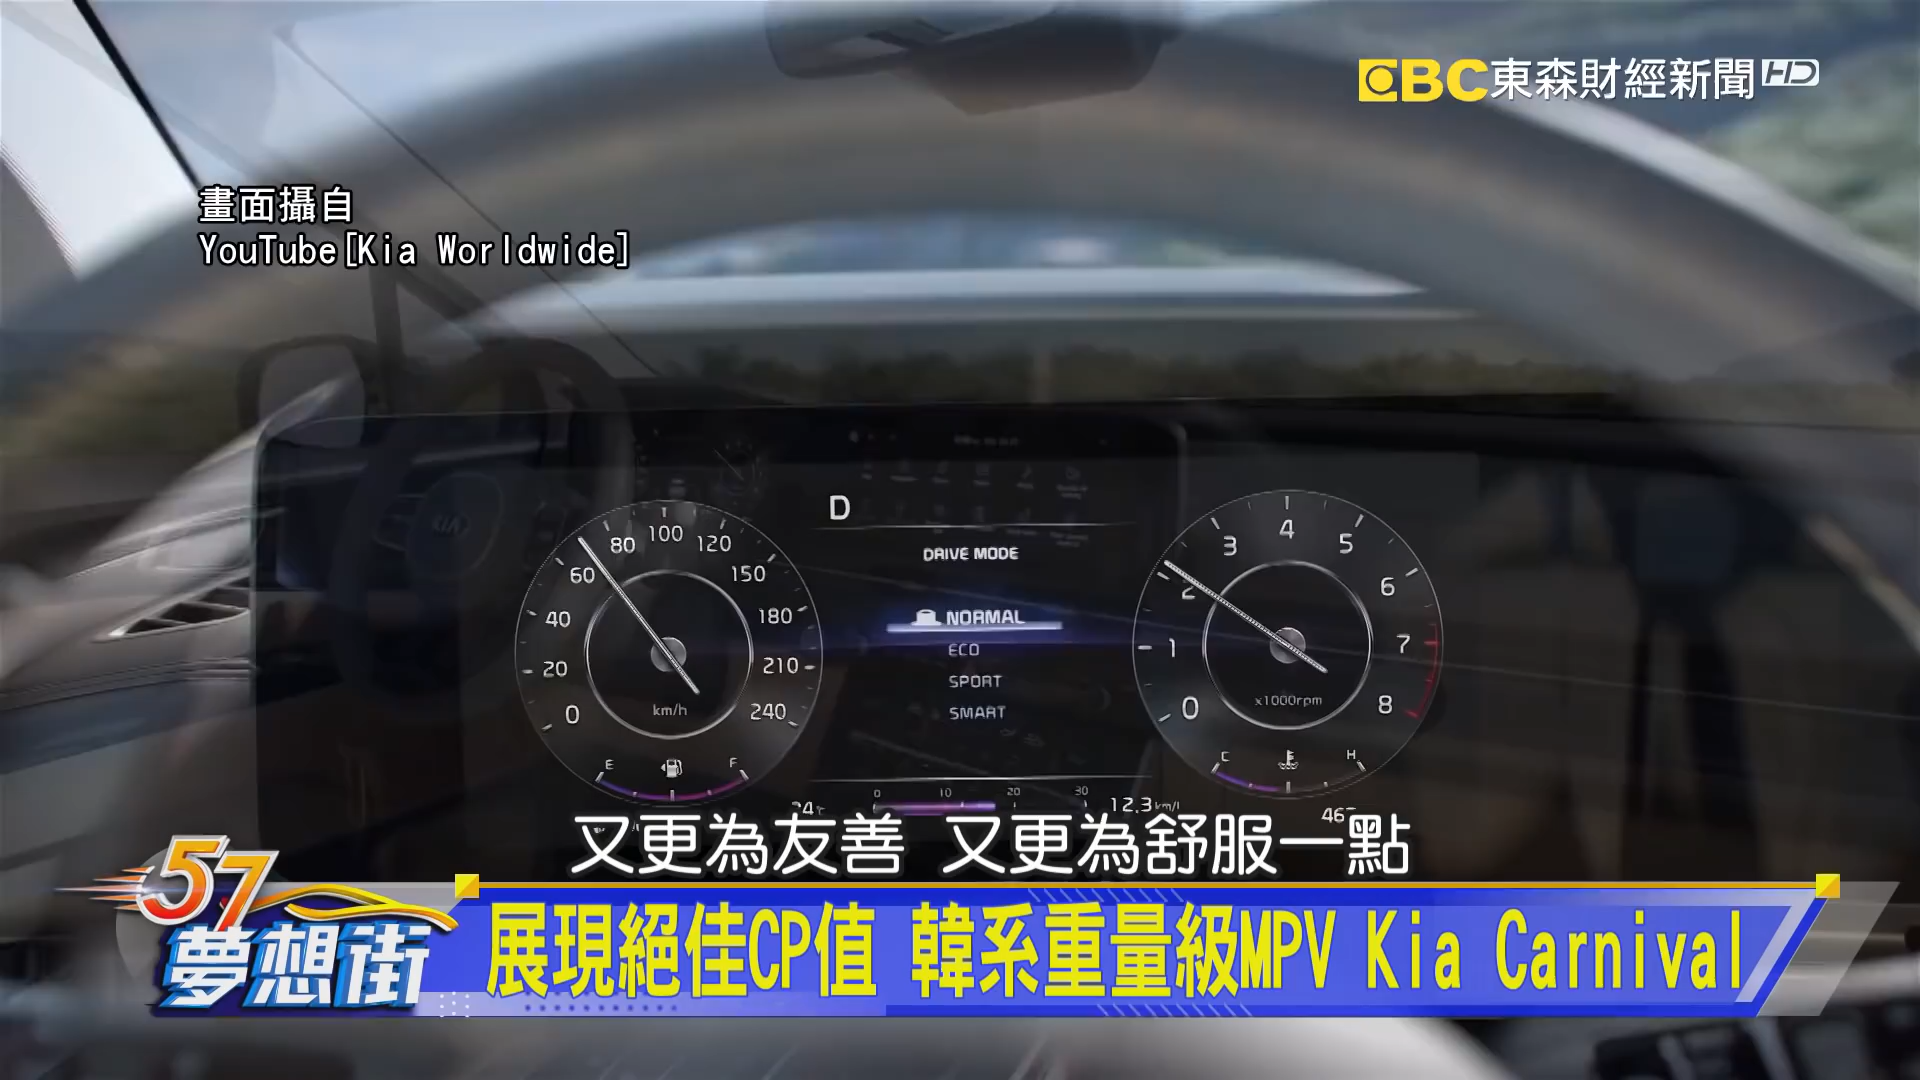 EBC東森財經新聞HD
畫面攝自
YouTube[Kia Worldwide]
D
DRIVE MODE
NORMAL
ECO
SPORT
SMART
0 20 40 60 80 100 120 150 180 210 240
km/h
0 1 2 3 4 5 6 7 8
x1000rpm
E F
C H
0 10 20 30
12.3 km/l
又更為友善 又更為舒服一點
57夢想街
展現絕佳CP值 韓系重量級MPV Kia Carnival